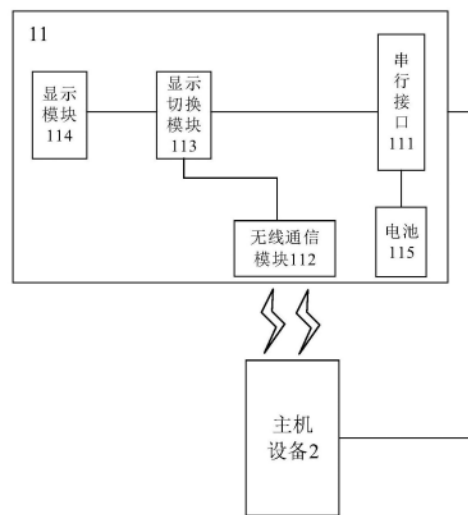 11
显示
模块
114
显示
切换
模块
113
串
行
接
口
111
无线通信
模块112
电池
115
主机
设备2